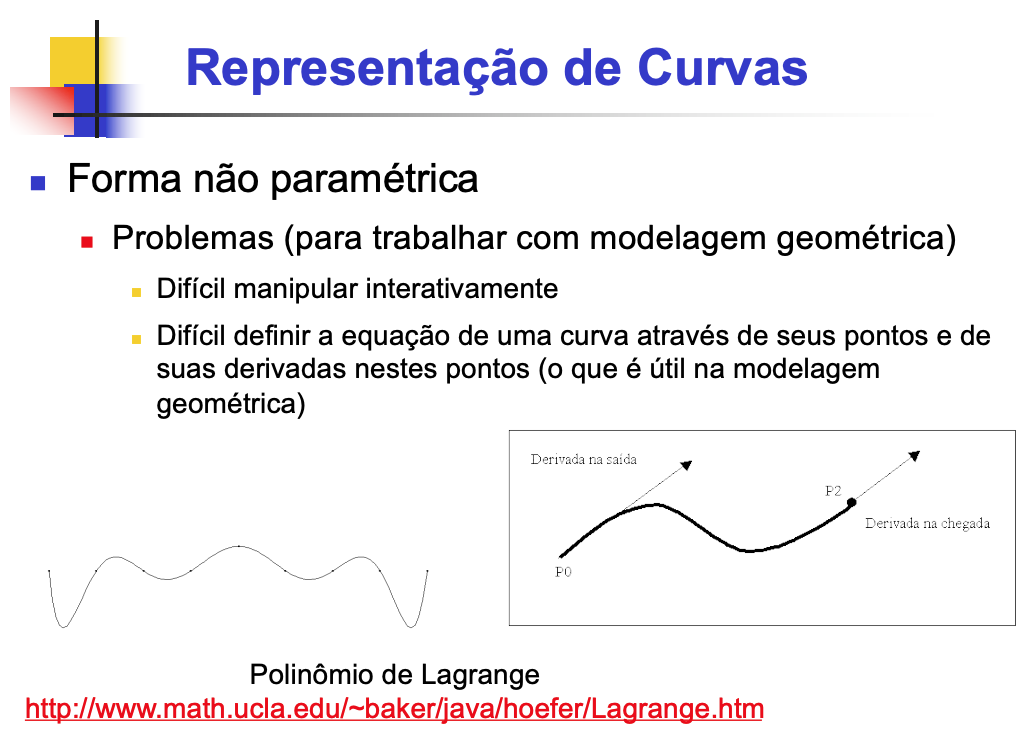 Representação de Curvas
Forma não paramétrica
Problemas (para trabalhar com modelagem geométrica)
Difícil manipular interativamente
Difícil definir a equação de uma curva através de seus pontos e de
suas derivadas nestes pontos (o que é útil na modelagem
geométrica)
Derivada na saída
P2
Derivada na chegada
P0
Polinômio de Lagrange
http://www.math.ucla.edu/~baker/java/hoefer/Lagrange.htm